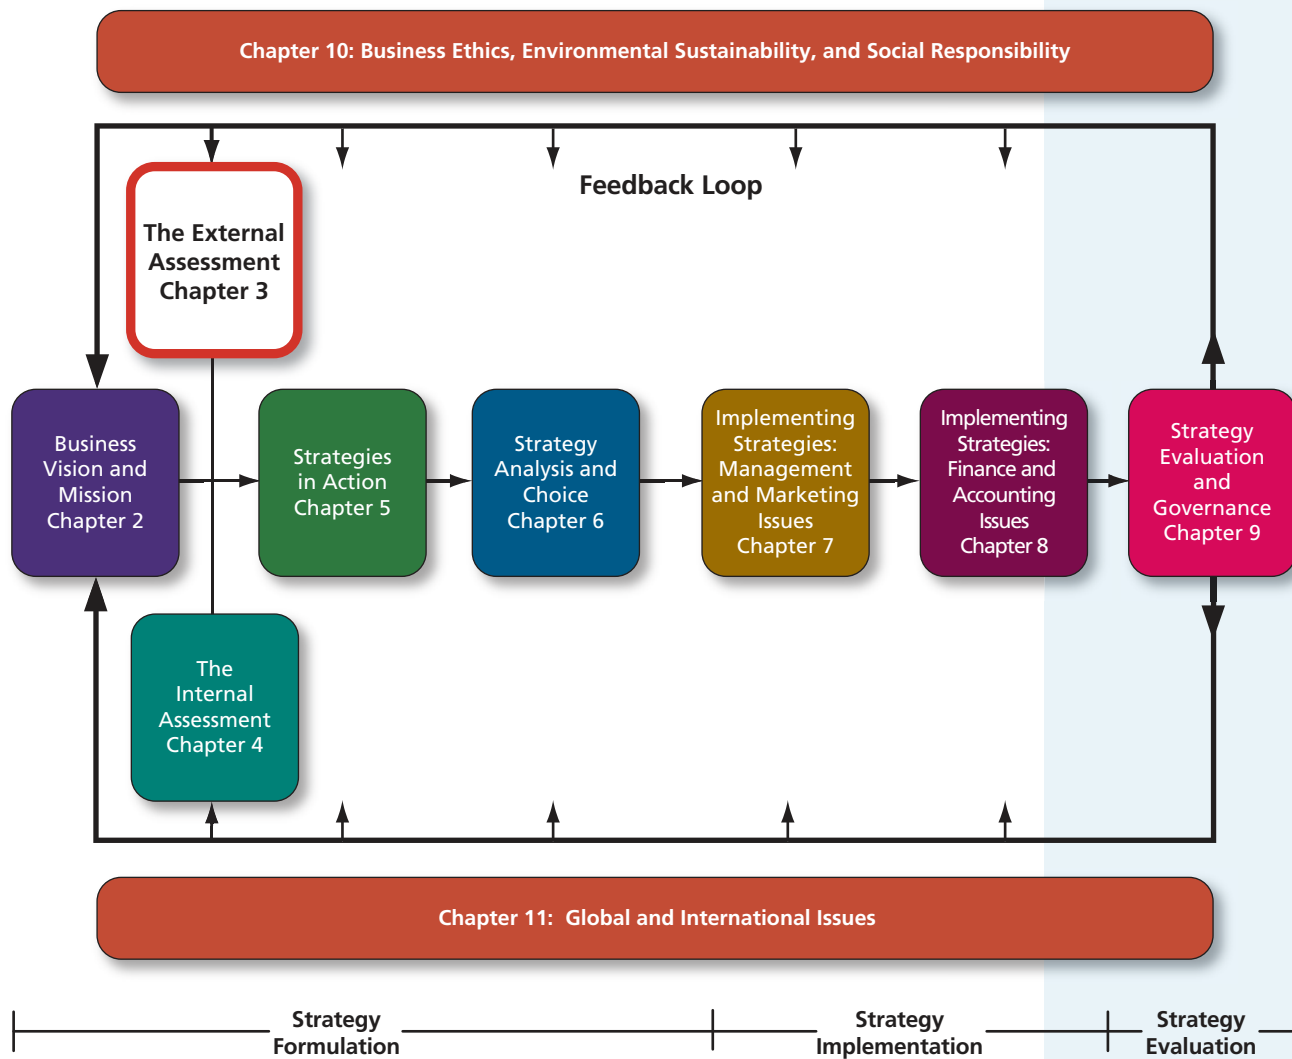 Chapter 10: Business Ethics, Environmental Sustainability, and Social Responsibility
Feedback Loop
The External
Assessment
Chapter 3
Business
Vision and
Mission
Chapter 2
Strategies
in Action
Chapter 5
Strategy
Analysis and
Choice
Chapter 6
Implementing
Strategies:
Management
and Marketing
Issues
Chapter 7
Implementing
Strategies:
Finance and
Accounting
Issues
Chapter 8
Strategy
Evaluation
and
Governance
Chapter 9
The
Internal
Assessment
Chapter 4
Chapter 11: Global and International Issues
Strategy
Formulation
Strategy
Implementation
Strategy
Evaluation